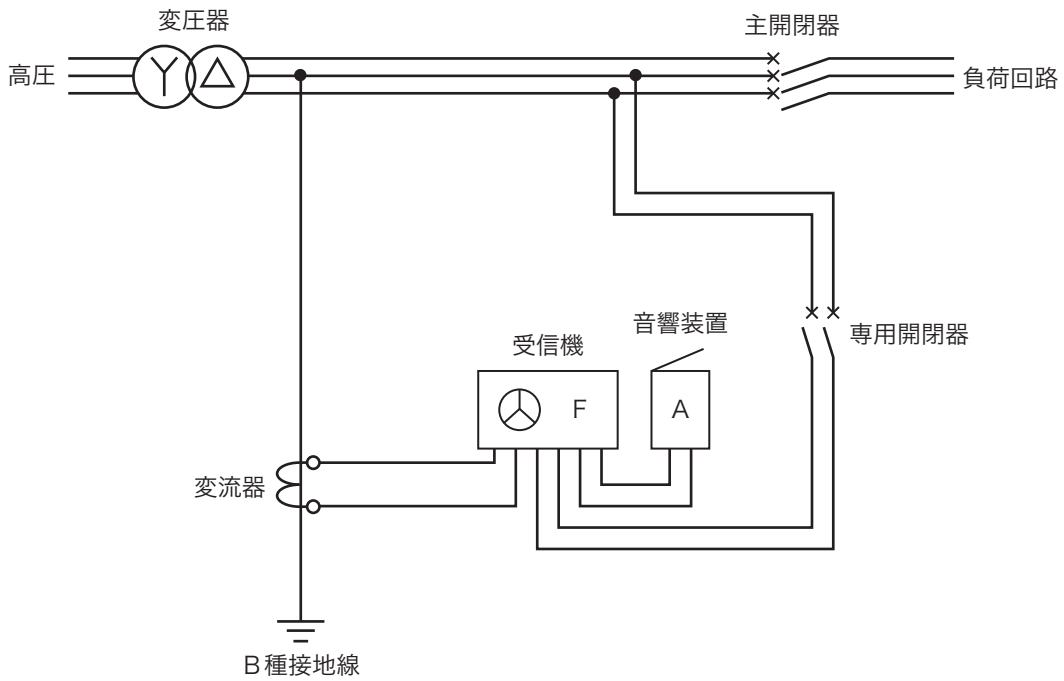 変圧器
主開閉器
高圧
負荷回路
音響装置
専用開閉器
受信機
F
A
変流器
B種接地線